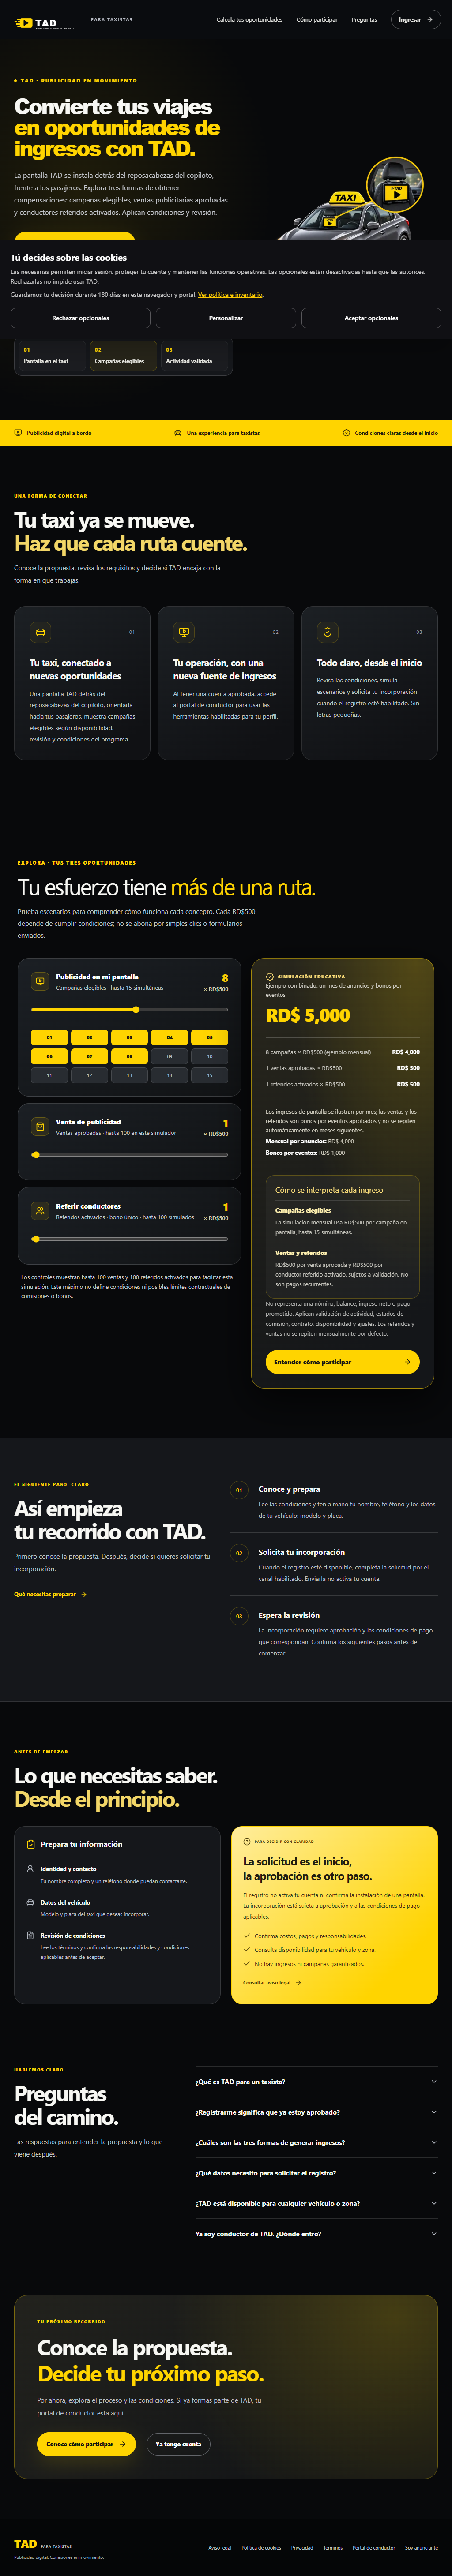 TAD
PARA TAXISTAS
Calcula tus oportunidades
Cómo participar
Preguntas
Ingresar
TAD · PUBLICIDAD EN MOVIMIENTO
Convierte tus viajes
en oportunidades de
ingresos con TAD.
La pantalla TAD se instala detrás del reposacabezas del copiloto,
frente a los pasajeros. Explora tres formas de obtener
compensaciones: campañas elegibles, ventas publicitarias aprobadas
y conductores referidos activados. Aplican condiciones y revisión.
TAXI
TAD
Tú decides sobre las cookies
Las necesarias permiten iniciar sesión, proteger tu cuenta y mantener las funciones operativas. Las opcionales están desactivadas hasta que las autorices.
Rechazarlas no impide usar TAD.
Guardamos tu decisión durante 180 días en este navegador y portal. Ver política e inventario.
Rechazar opcionales
Personalizar
Aceptar opcionales
01
Pantalla en el taxi
02
Campañas elegibles
03
Actividad validada
Publicidad digital a bordo
Una experiencia para taxistas
Condiciones claras desde el inicio
UNA FORMA DE CONECTAR
Tu taxi ya se mueve.
Haz que cada ruta cuente.
Conoce la propuesta, revisa los requisitos y decide si TAD encaja con la
forma en que trabajas.
01
Tu taxi, conectado a
nuevas oportunidades
Una pantalla TAD detrás del
reposacabezas del copiloto, orientada
hacia tus pasajeros, muestra campañas
elegibles según disponibilidad,
revisión y condiciones del programa.
02
Tu operación, con una
nueva fuente de ingresos
Al tener una cuenta aprobada, accede
al portal de conductor para usar las
herramientas habilitadas para tu perfil.
03
Todo claro, desde el inicio
Revisa las condiciones, simula
escenarios y solicita tu incorporación
cuando el registro esté habilitado. Sin
letras pequeñas.
EXPLORA · TUS TRES OPORTUNIDADES
Tu esfuerzo tiene más de una ruta.
Prueba escenarios para comprender cómo funciona cada concepto. Cada RD$500
depende de cumplir condiciones; no se abona por simples clics o formularios
enviados.
Publicidad en mi pantalla
Campañas elegibles · hasta 15 simultáneas
8
× RD$500
01 02 03 04 05
06 07 08 09 10
11 12 13 14 15
Venta de publicidad
Ventas aprobadas · hasta 100 en este simulador
1
× RD$500
Referir conductores
Referidos activados · bono único · hasta 100 simulados
1
× RD$500
Los controles muestran hasta 100 ventas y 100 referidos activados para facilitar esta
simulación. Este máximo no define condiciones ni posibles límites contractuales de
comisiones o bonos.
SIMULACIÓN EDUCATIVA
Ejemplo combinado: un mes de anuncios y bonos por
eventos
RD$ 5,000
8 campañas × RD$500 (ejemplo mensual) RD$ 4,000
1 ventas aprobadas × RD$500 RD$ 500
1 referidos activados × RD$500 RD$ 500
Los ingresos de pantalla se ilustran por mes; las ventas y los
referidos son bonos por eventos aprobados y no se repiten
automáticamente en meses siguientes.
Mensual por anuncios: RD$ 4,000
Bonos por eventos: RD$ 1,000
Cómo se interpreta cada ingreso
Campañas elegibles
La simulación mensual usa RD$500 por campaña en
pantalla, hasta 15 simultáneas.
Ventas y referidos
RD$500 por venta aprobada y RD$500 por
conductor referido activado, sujetos a validación. No
son pagos recurrentes.
No representa una nómina, balance, ingreso neto o pago
prometido. Aplican validación de actividad, estados de
comisión, contrato, disponibilidad y ajustes. Los referidos y
ventas no se repiten mensualmente por defecto.
Entender cómo participar
EL SIGUIENTE PASO, CLARO
Así empieza
tu recorrido con TAD.
Primero conoce la propuesta. Después, decide si quieres solicitar tu
incorporación.
Qué necesitas preparar
01
Conoce y prepara
Lee las condiciones y ten a mano tu nombre, teléfono y los datos
de tu vehículo: modelo y placa.
02
Solicita tu incorporación
Cuando el registro esté disponible, completa la solicitud por el
canal habilitado. Enviarla no activa tu cuenta.
03
Espera la revisión
La incorporación requiere aprobación y las condiciones de pago
que correspondan. Confirma los siguientes pasos antes de
comenzar.
ANTES DE EMPEZAR
Lo que necesitas saber.
Desde el principio.
Prepara tu información
Identidad y contacto
Tu nombre completo y un teléfono donde puedan contactarte.
Datos del vehículo
Modelo y placa del taxi que deseas incorporar.
Revisión de condiciones
Lee los términos y confirma las responsabilidades y condiciones
aplicables antes de aceptar.
PARA DECIDIR CON CLARIDAD
La solicitud es el inicio,
la aprobación es otro paso.
El registro no activa tu cuenta ni confirma la instalación de una pantalla.
La incorporación está sujeta a aprobación y a las condiciones de pago
aplicables.
Confirma costos, pagos y responsabilidades.
Consulta disponibilidad para tu vehículo y zona.
No hay ingresos ni campañas garantizados.
Consultar aviso legal
HABLEMOS CLARO
Preguntas
del camino.
Las respuestas para entender la propuesta y lo que
viene después.
¿Qué es TAD para un taxista?
¿Registrarme significa que ya estoy aprobado?
¿Cuáles son las tres formas de generar ingresos?
¿Qué datos necesito para solicitar el registro?
¿TAD está disponible para cualquier vehículo o zona?
Ya soy conductor de TAD. ¿Dónde entro?
TU PRÓXIMO RECORRIDO
Conoce la propuesta.
Decide tu próximo paso.
Por ahora, explora el proceso y las condiciones. Si ya formas parte de TAD, tu
portal de conductor está aquí.
Conoce cómo participar
Ya tengo cuenta
TAD PARA TAXISTAS
Publicidad digital. Conexiones en movimiento.
Aviso legal
Política de cookies
Privacidad
Términos
Portal de conductor
Soy anunciante